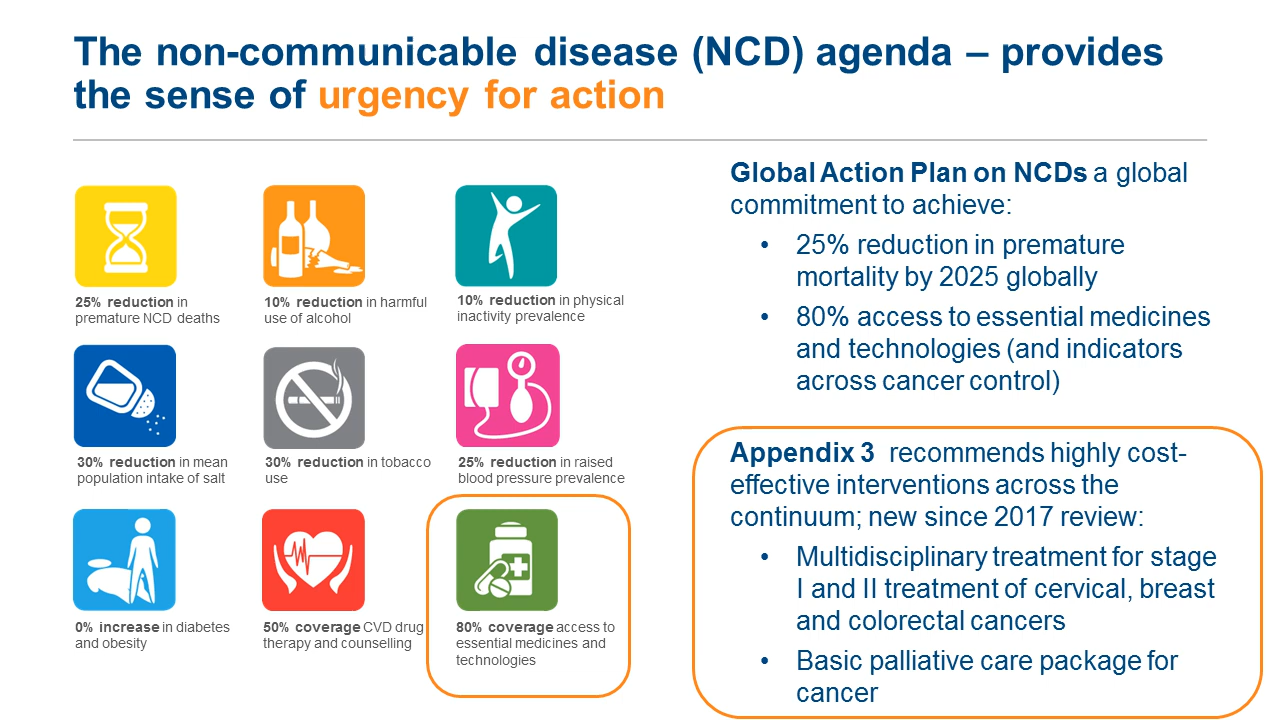 The non-communicable disease (NCD) agenda – provides
the sense of urgency for action
25% reduction in
premature NCD deaths
10% reduction in harmful
use of alcohol
10% reduction in physical
inactivity prevalence
30% reduction in mean
population intake of salt
30% reduction in tobacco
use
25% reduction in raised
blood pressure prevalence
0% increase in diabetes
and obesity
50% coverage CVD drug
therapy and counselling
80% coverage access to
essential medicines and
technologies
Global Action Plan on NCDs a global
commitment to achieve:
• 25% reduction in premature
mortality by 2025 globally
• 80% access to essential medicines
and technologies (and indicators
across cancer control)
Appendix 3 recommends highly cost-
effective interventions across the
continuum; new since 2017 review:
• Multidisciplinary treatment for stage
I and II treatment of cervical, breast
and colorectal cancers
• Basic palliative care package for
cancer